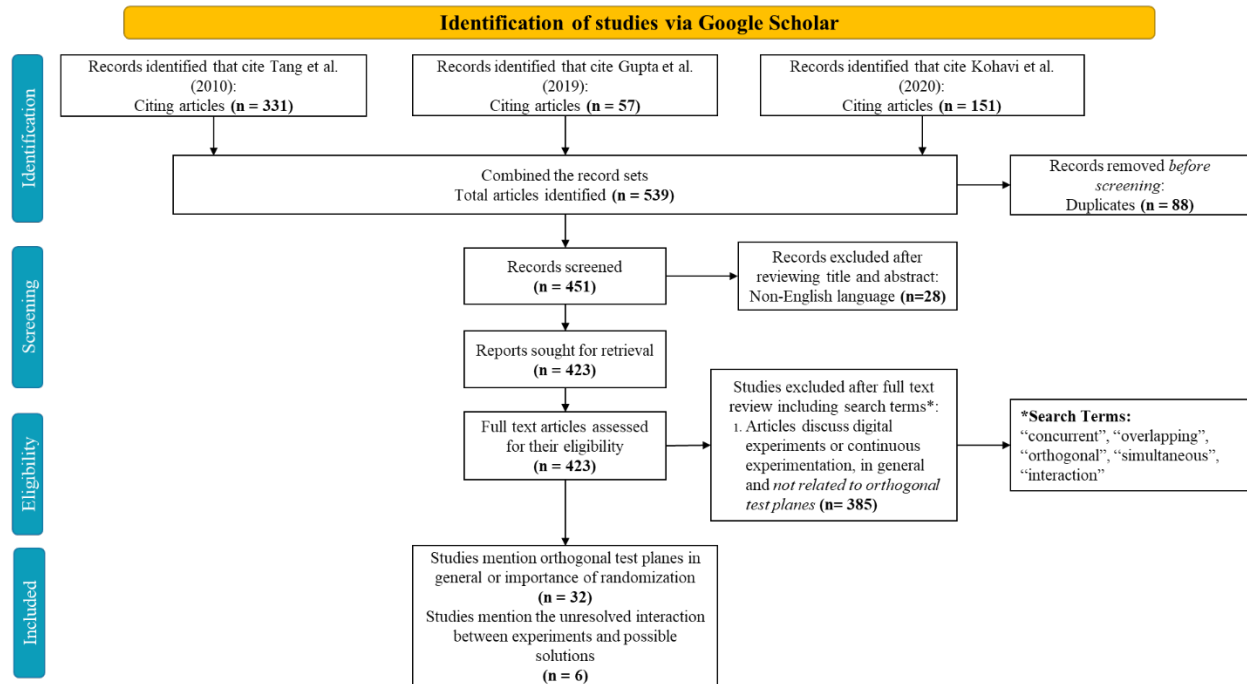 Identification of studies via Google Scholar
Identification
Records identified that cite Tang et al.
(2010):
Citing articles (n = 331)
Records identified that cite Gupta et al.
(2019):
Citing articles (n = 57)
Records identified that cite Kohavi et al.
(2020):
Citing articles (n = 151)
Combined the record sets
Total articles identified (n = 539)
Records removed before
screening:
Duplicates (n = 88)
Screening
Records screened
(n = 451)
Records excluded after
reviewing title and abstract:
Non-English language (n=28)
Reports sought for retrieval
(n = 423)
Eligibility
Full text articles assessed
for their eligibility
(n = 423)
Studies excluded after full text
review including search terms*:
1. Articles discuss digital
experiments or continuous
experimentation, in general
and not related to orthogonal
test planes (n= 385)
*Search Terms:
“concurrent”, “overlapping”,
“orthogonal”, “simultaneous”,
“interaction”
Included
Studies mention orthogonal test planes in
general or importance of randomization
(n = 32)
Studies mention the unresolved interaction
between experiments and possible
solutions
(n = 6)